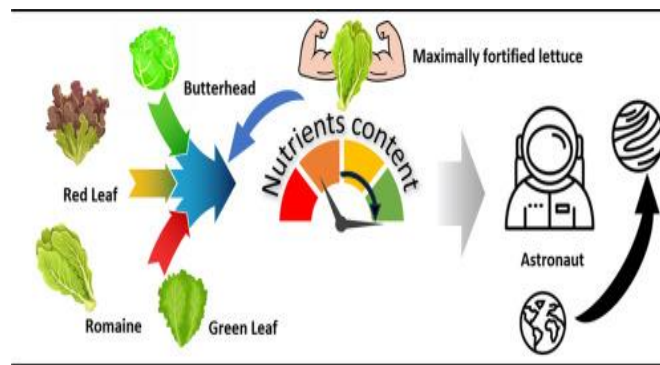 Maximally fortified lettuce
Butterhead
Nutrients content
Red Leaf
Astronaut
Romaine
Green Leaf